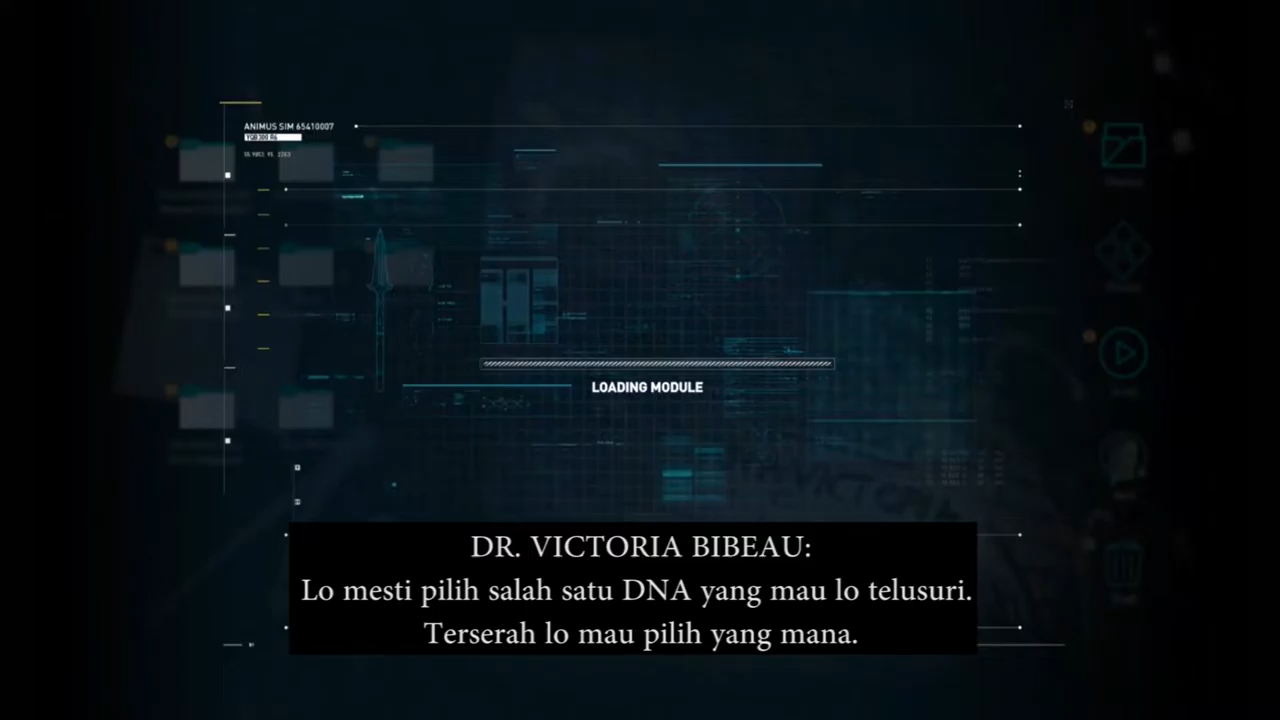 ANIMUS SIM 65410007
LOADING MODULE
DR. VICTORIA BIBEAU:
Lo mesti pilih salah satu DNA yang mau lo telusuri.
Terserah lo mau pilih yang mana.